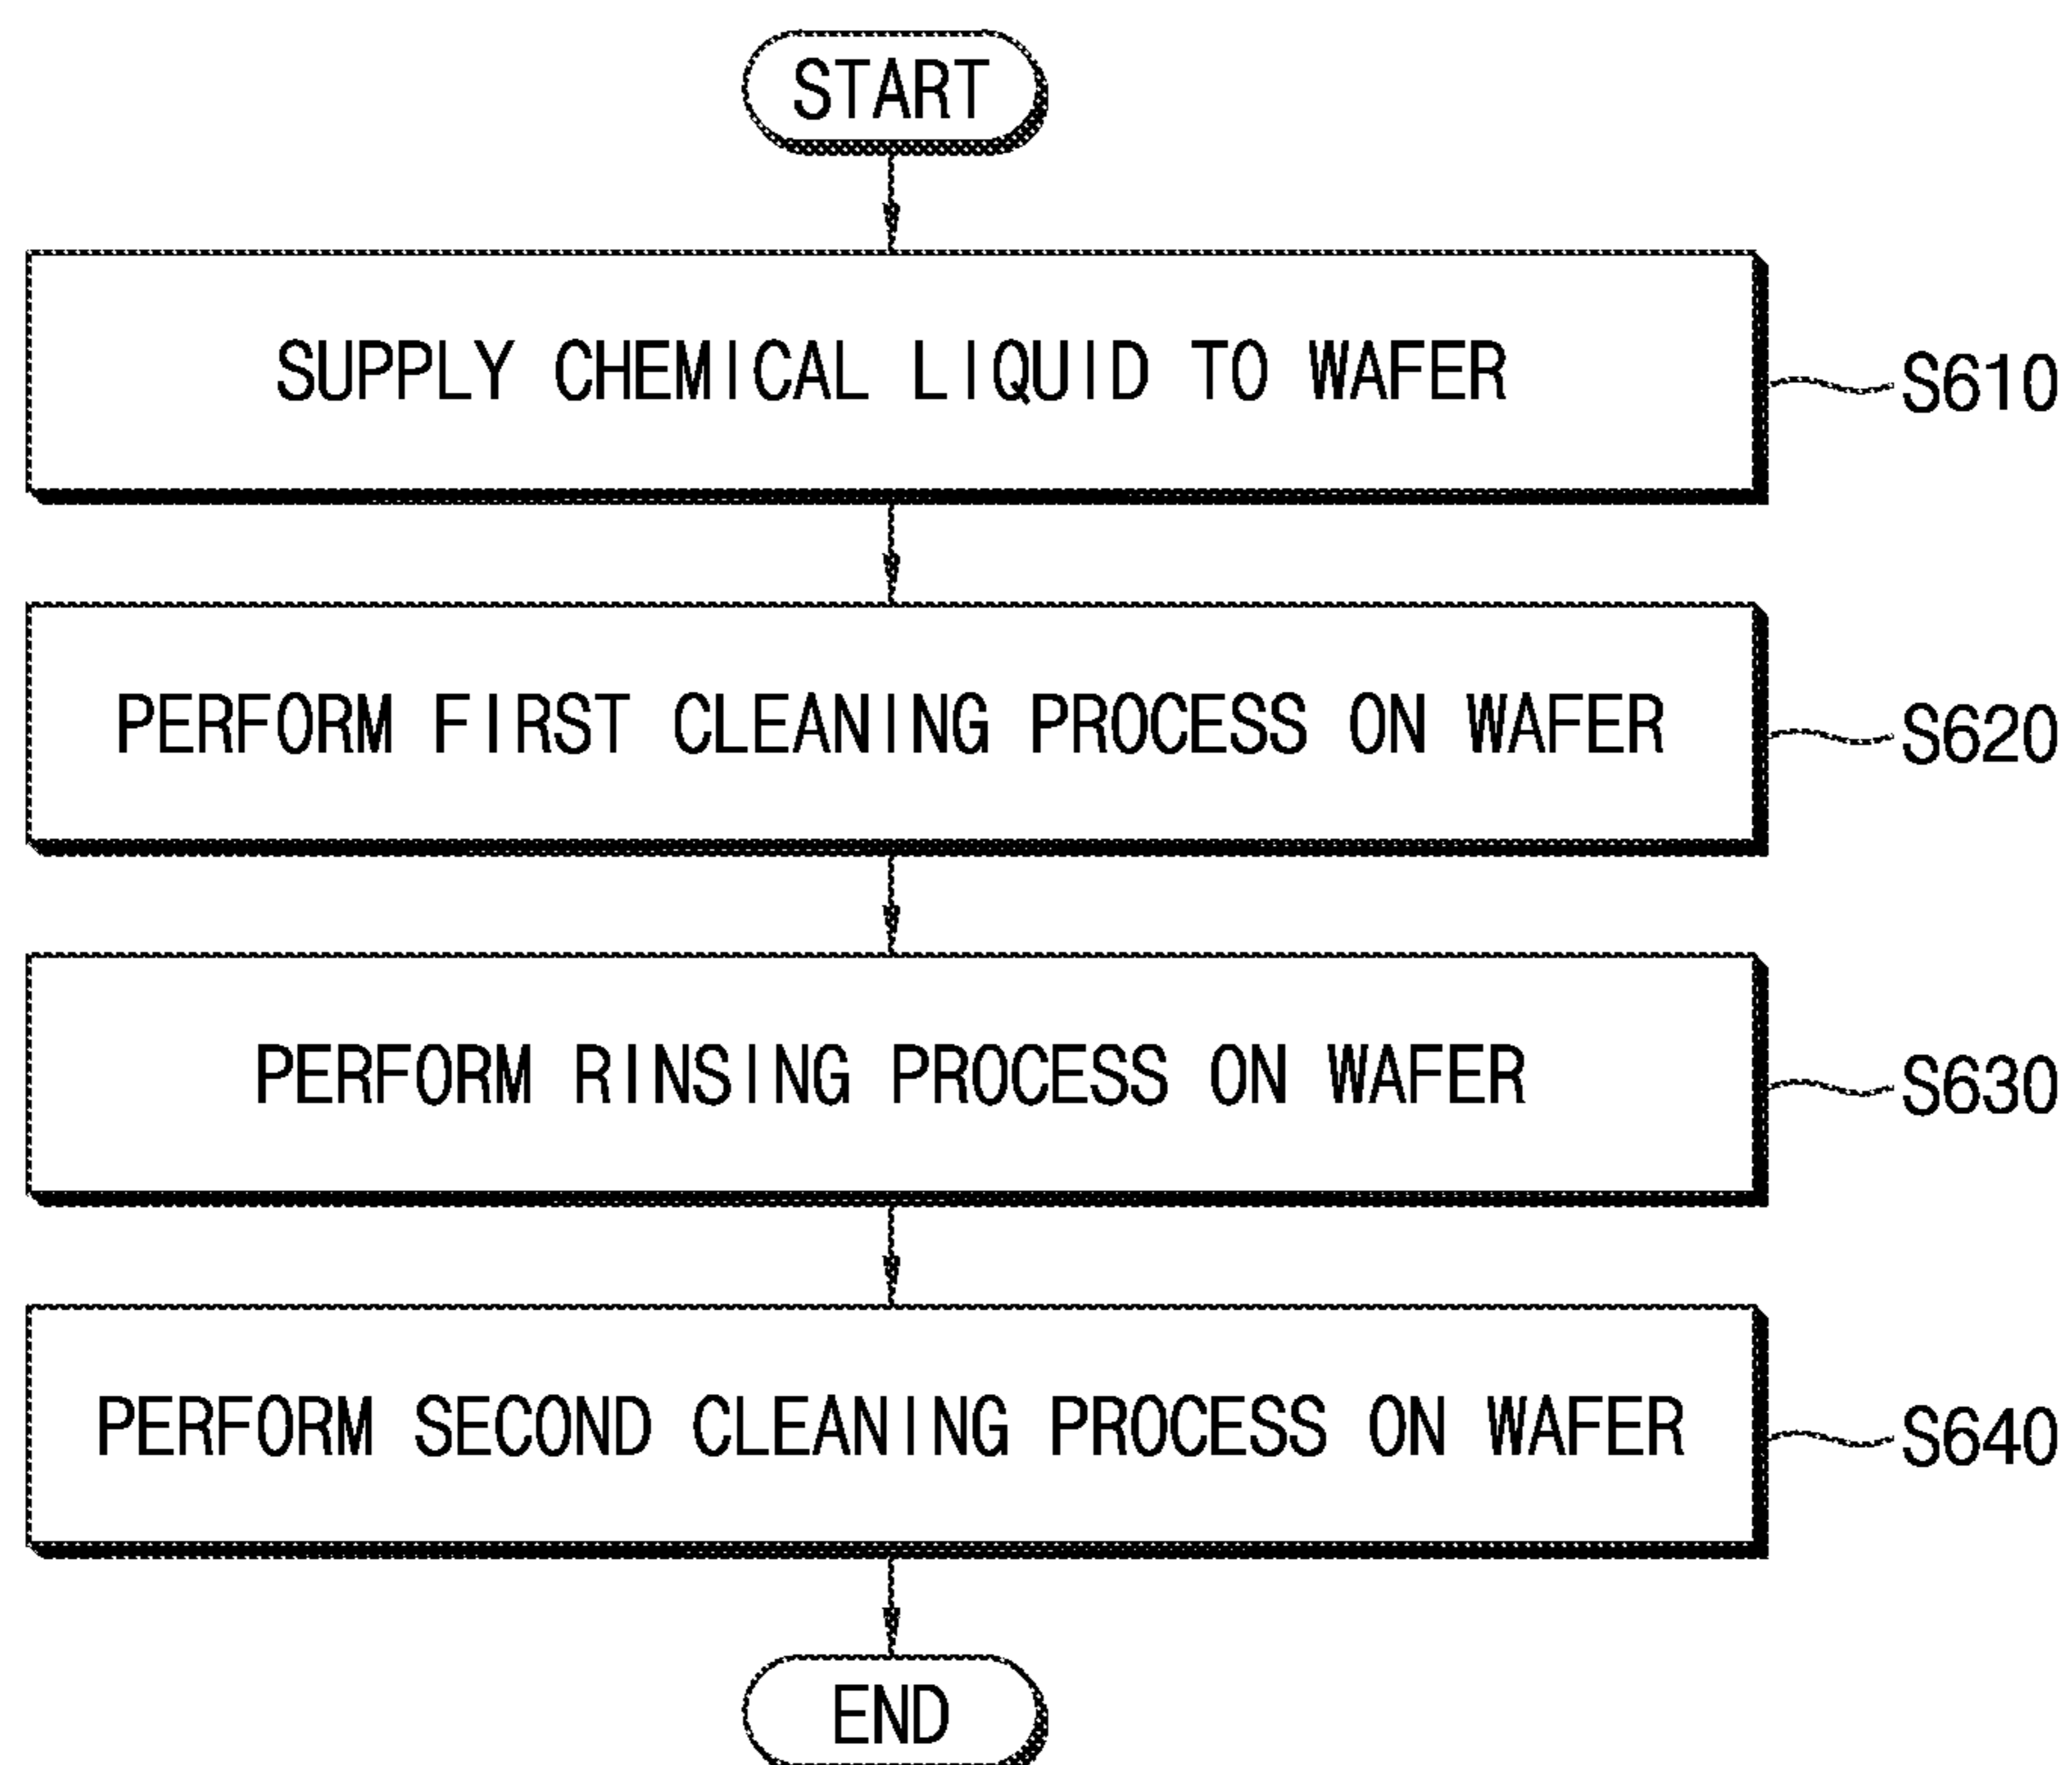 START
SUPPLY CHEMICAL LIQUID TO WAFER
S610
PERFORM FIRST CLEANING PROCESS ON WAFER
S620
PERFORM RINSING PROCESS ON WAFER
S630
PERFORM SECOND CLEANING PROCESS ON WAFER
S640
END